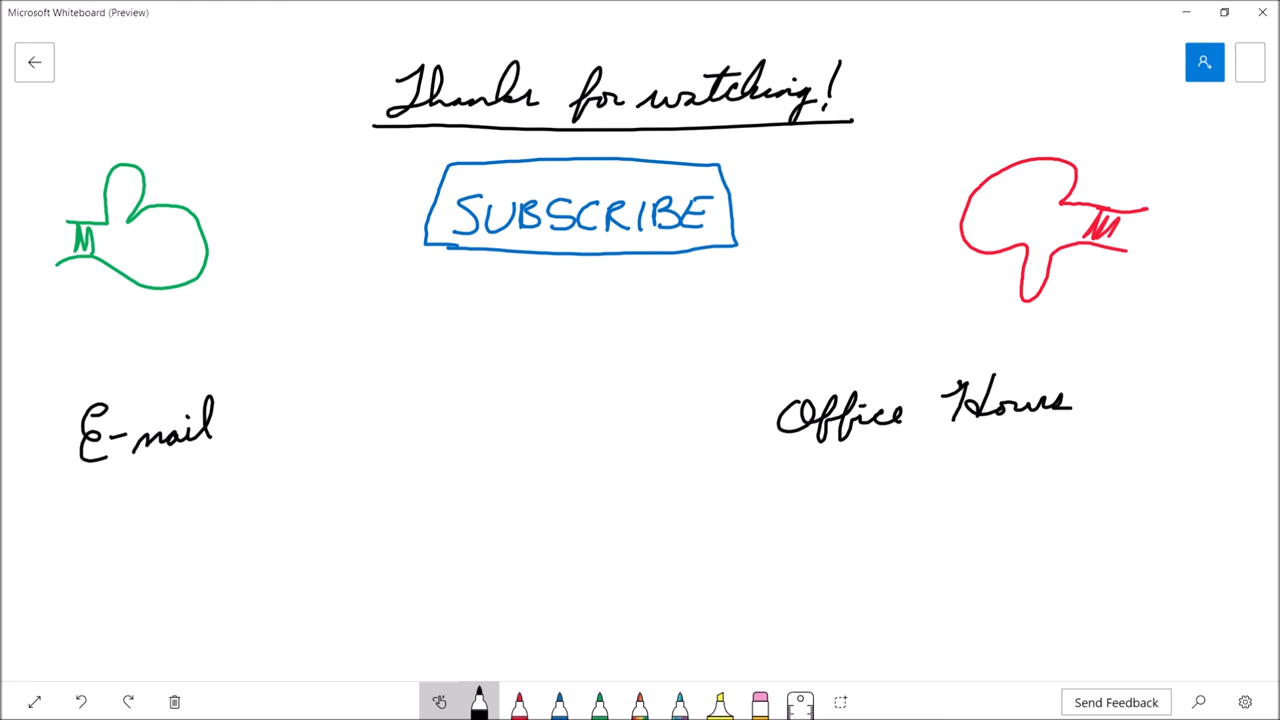 Microsoft Whiteboard (Preview)
Thanks for watching!
SUBSCRIBE
E-mail
Office Hours
Send Feedback